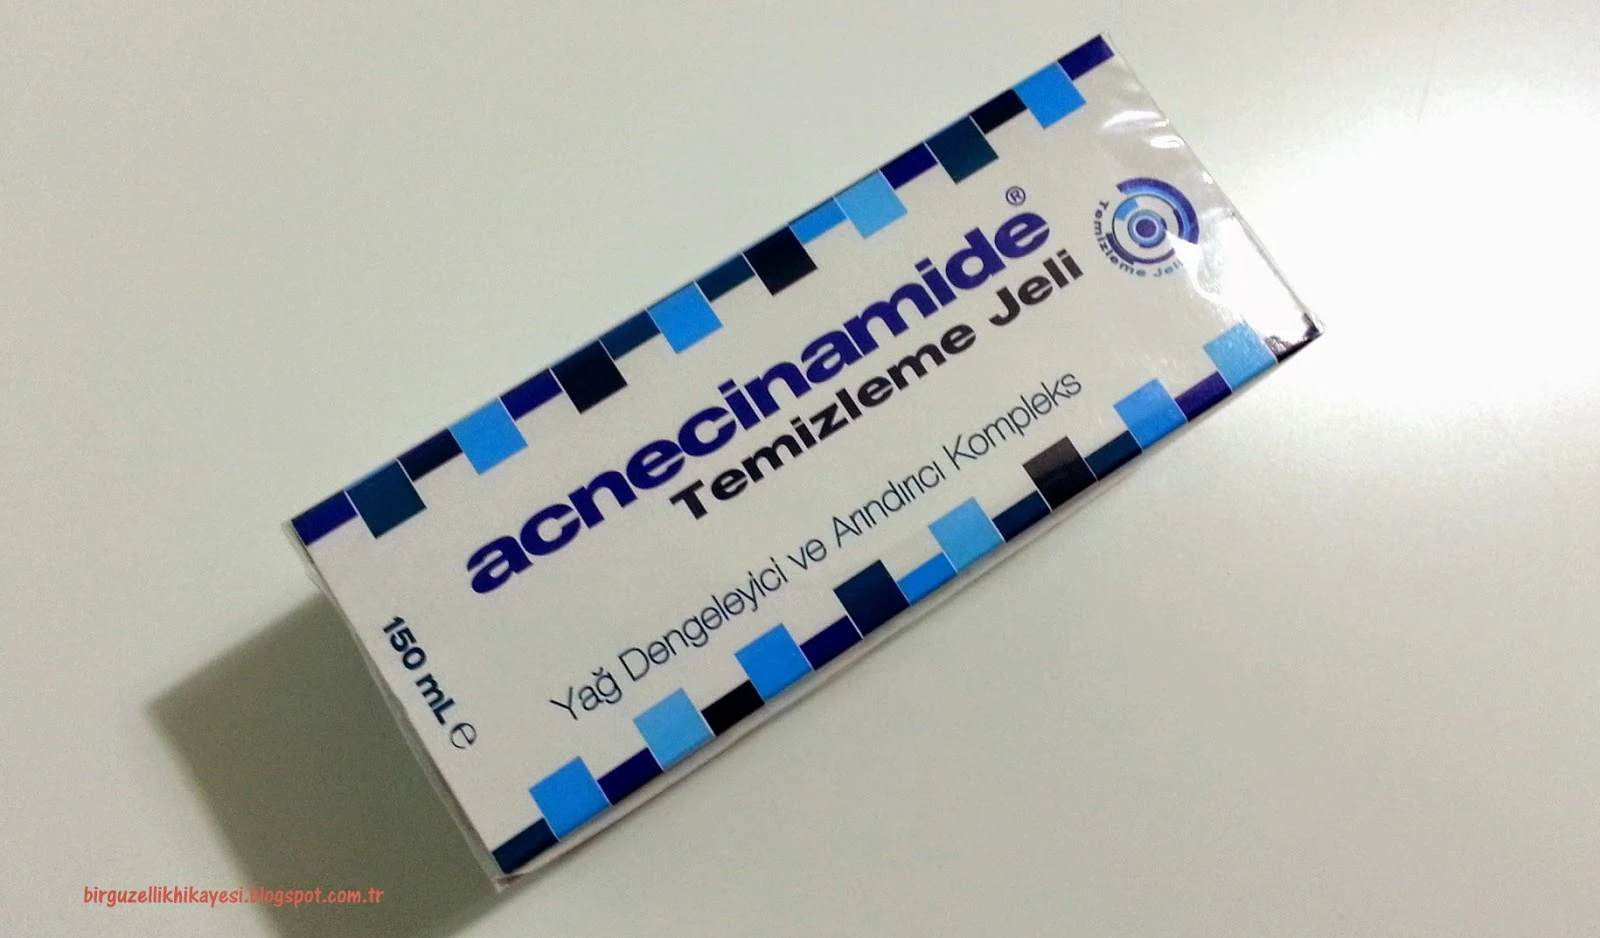 acnecinamide®
Temizleme Jeli
Yağ Dengeleyici ve Arındırıcı Kompleks
150 mL ℮
Temizleme Jeli
birguzellikhikayesi.blogspot.com.tr